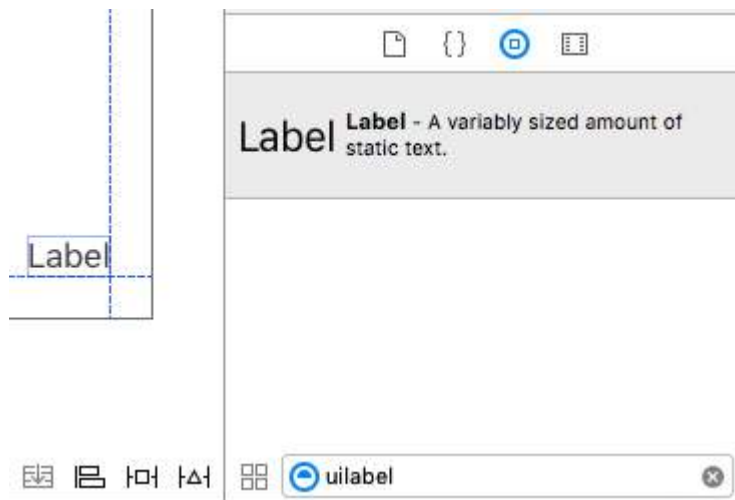 Label
Label - A variably sized amount of
static text.
Label
uilabel